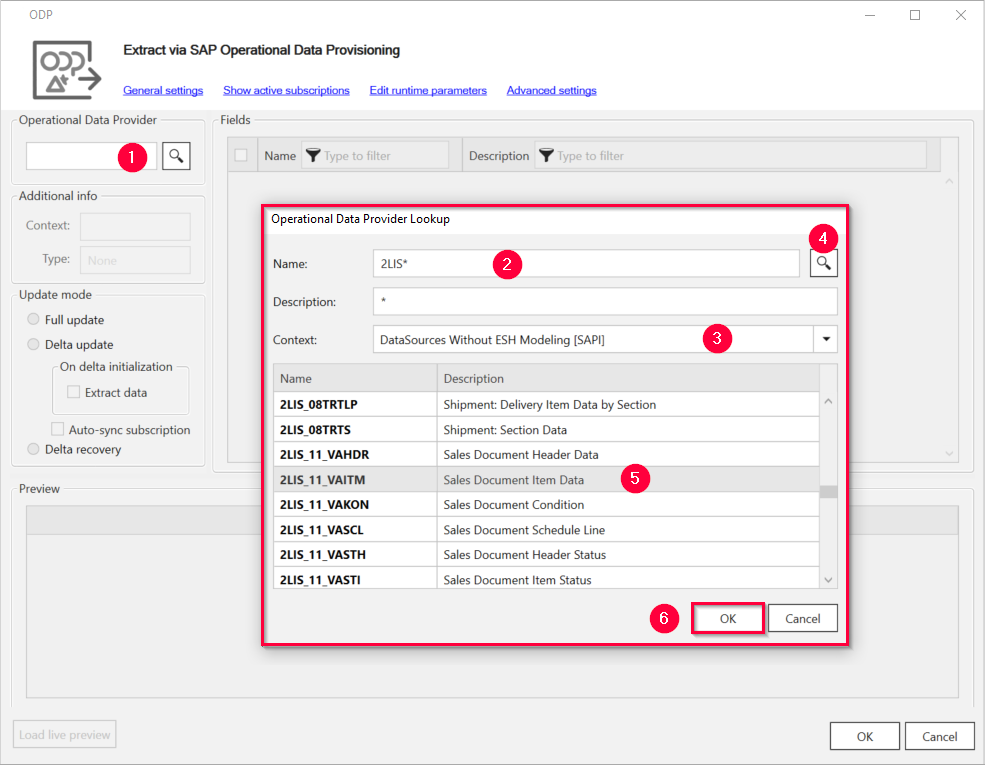 ODP
Extract via SAP Operational Data Provisioning
General settings Show active subscriptions Edit runtime parameters Advanced settings
Operational Data Provider
1
Additional info
Context:
Type: None
Update mode
Full update
Delta update
On delta initialization
Extract data
Auto-sync subscription
Delta recovery
Fields
Name Type to filter Description Type to filter
Operational Data Provider Lookup
4
Name: 2LIS* 2
Description: *
Context: DataSources Without ESH Modeling [SAPI] 3
Name Description
2LIS_08TRTLP Shipment: Delivery Item Data by Section
2LIS_08TRTS Shipment: Section Data
2LIS_11_VAHDR Sales Document Header Data
2LIS_11_VAITM Sales Document Item Data 5
2LIS_11_VAKON Sales Document Condition
2LIS_11_VASCL Sales Document Schedule Line
2LIS_11_VASTH Sales Document Header Status
2LIS_11_VASTI Sales Document Item Status
6 OK Cancel
Preview
Load live preview OK Cancel